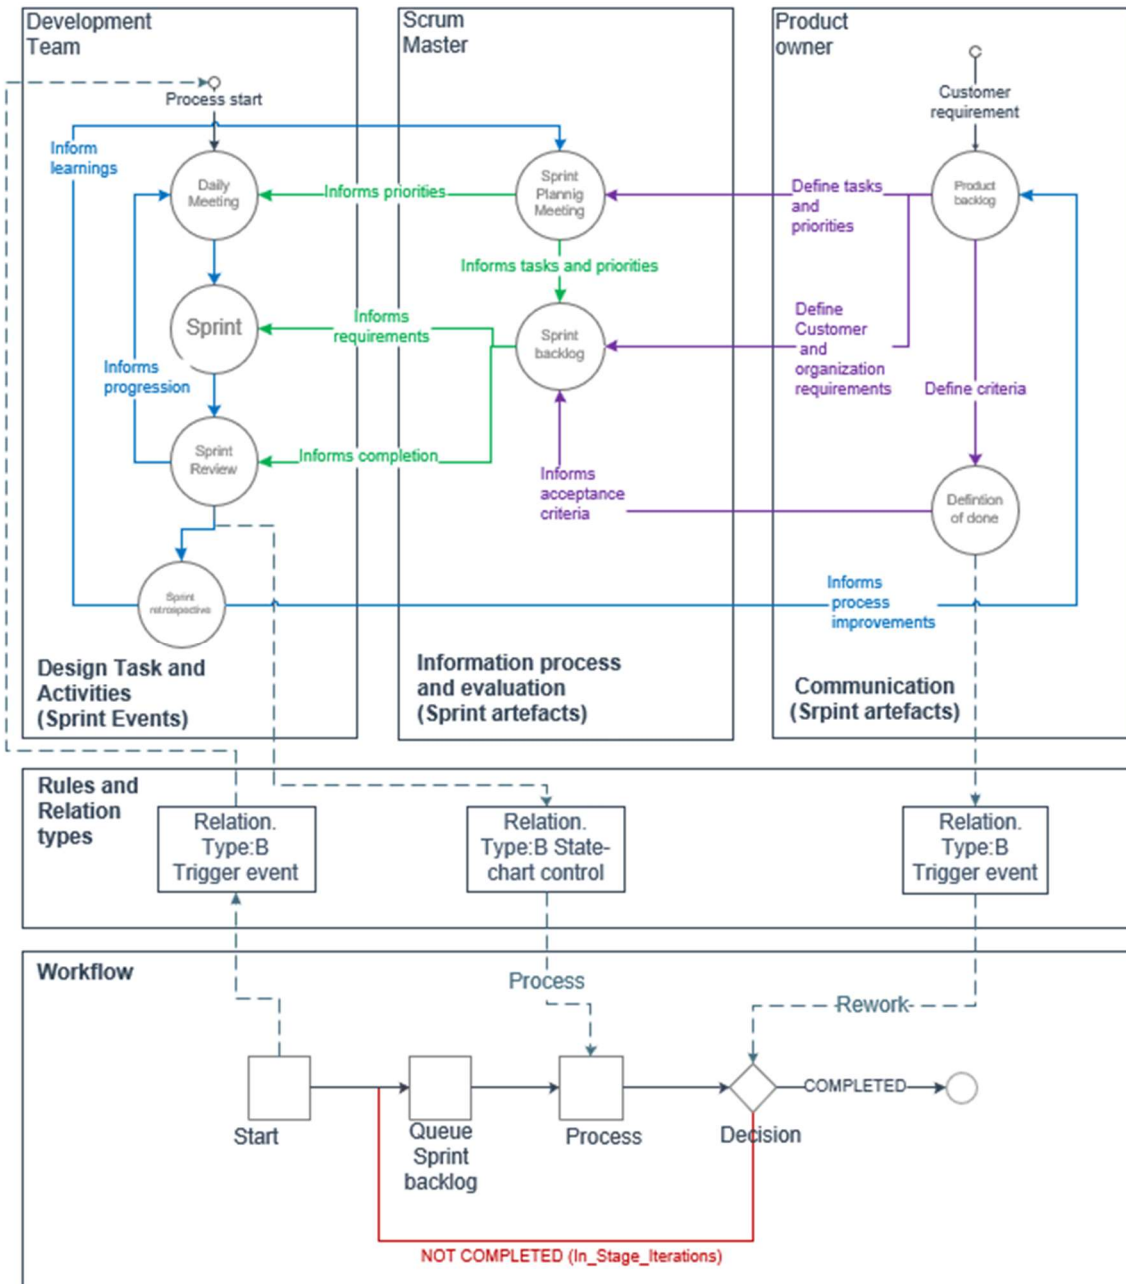 Development
Team
Scrum
Master
Product
owner
Process start
Customer
requirement
Inform
learnings
Daily
Meeting
Informs priorities
Sprint
Plannig
Meeting
Define tasks
and
priorities
Product
backlog
Informs tasks and priorities
Sprint
Informs
requirements
Sprint
backlog
Define
Customer
and
organization
requirements
Informs
progression
Define criteria
Sprint
Review
Informs completion
Informs
acceptance
criteria
Defintion
of done
Sprint
retrospective
Informs
process
improvements
Design Task and
Activities
(Sprint Events)
Information process
and evaluation
(Sprint artefacts)
Communication
(Srpint artefacts)
Rules and
Relation
types
Relation.
Type:B
Trigger event
Relation.
Type:B State-
chart control
Relation.
Type:B
Trigger event
Workflow
Process
Rework
COMPLETED
Start
Queue
Sprint
backlog
Process
Decision
NOT COMPLETED (In_Stage_Iterations)